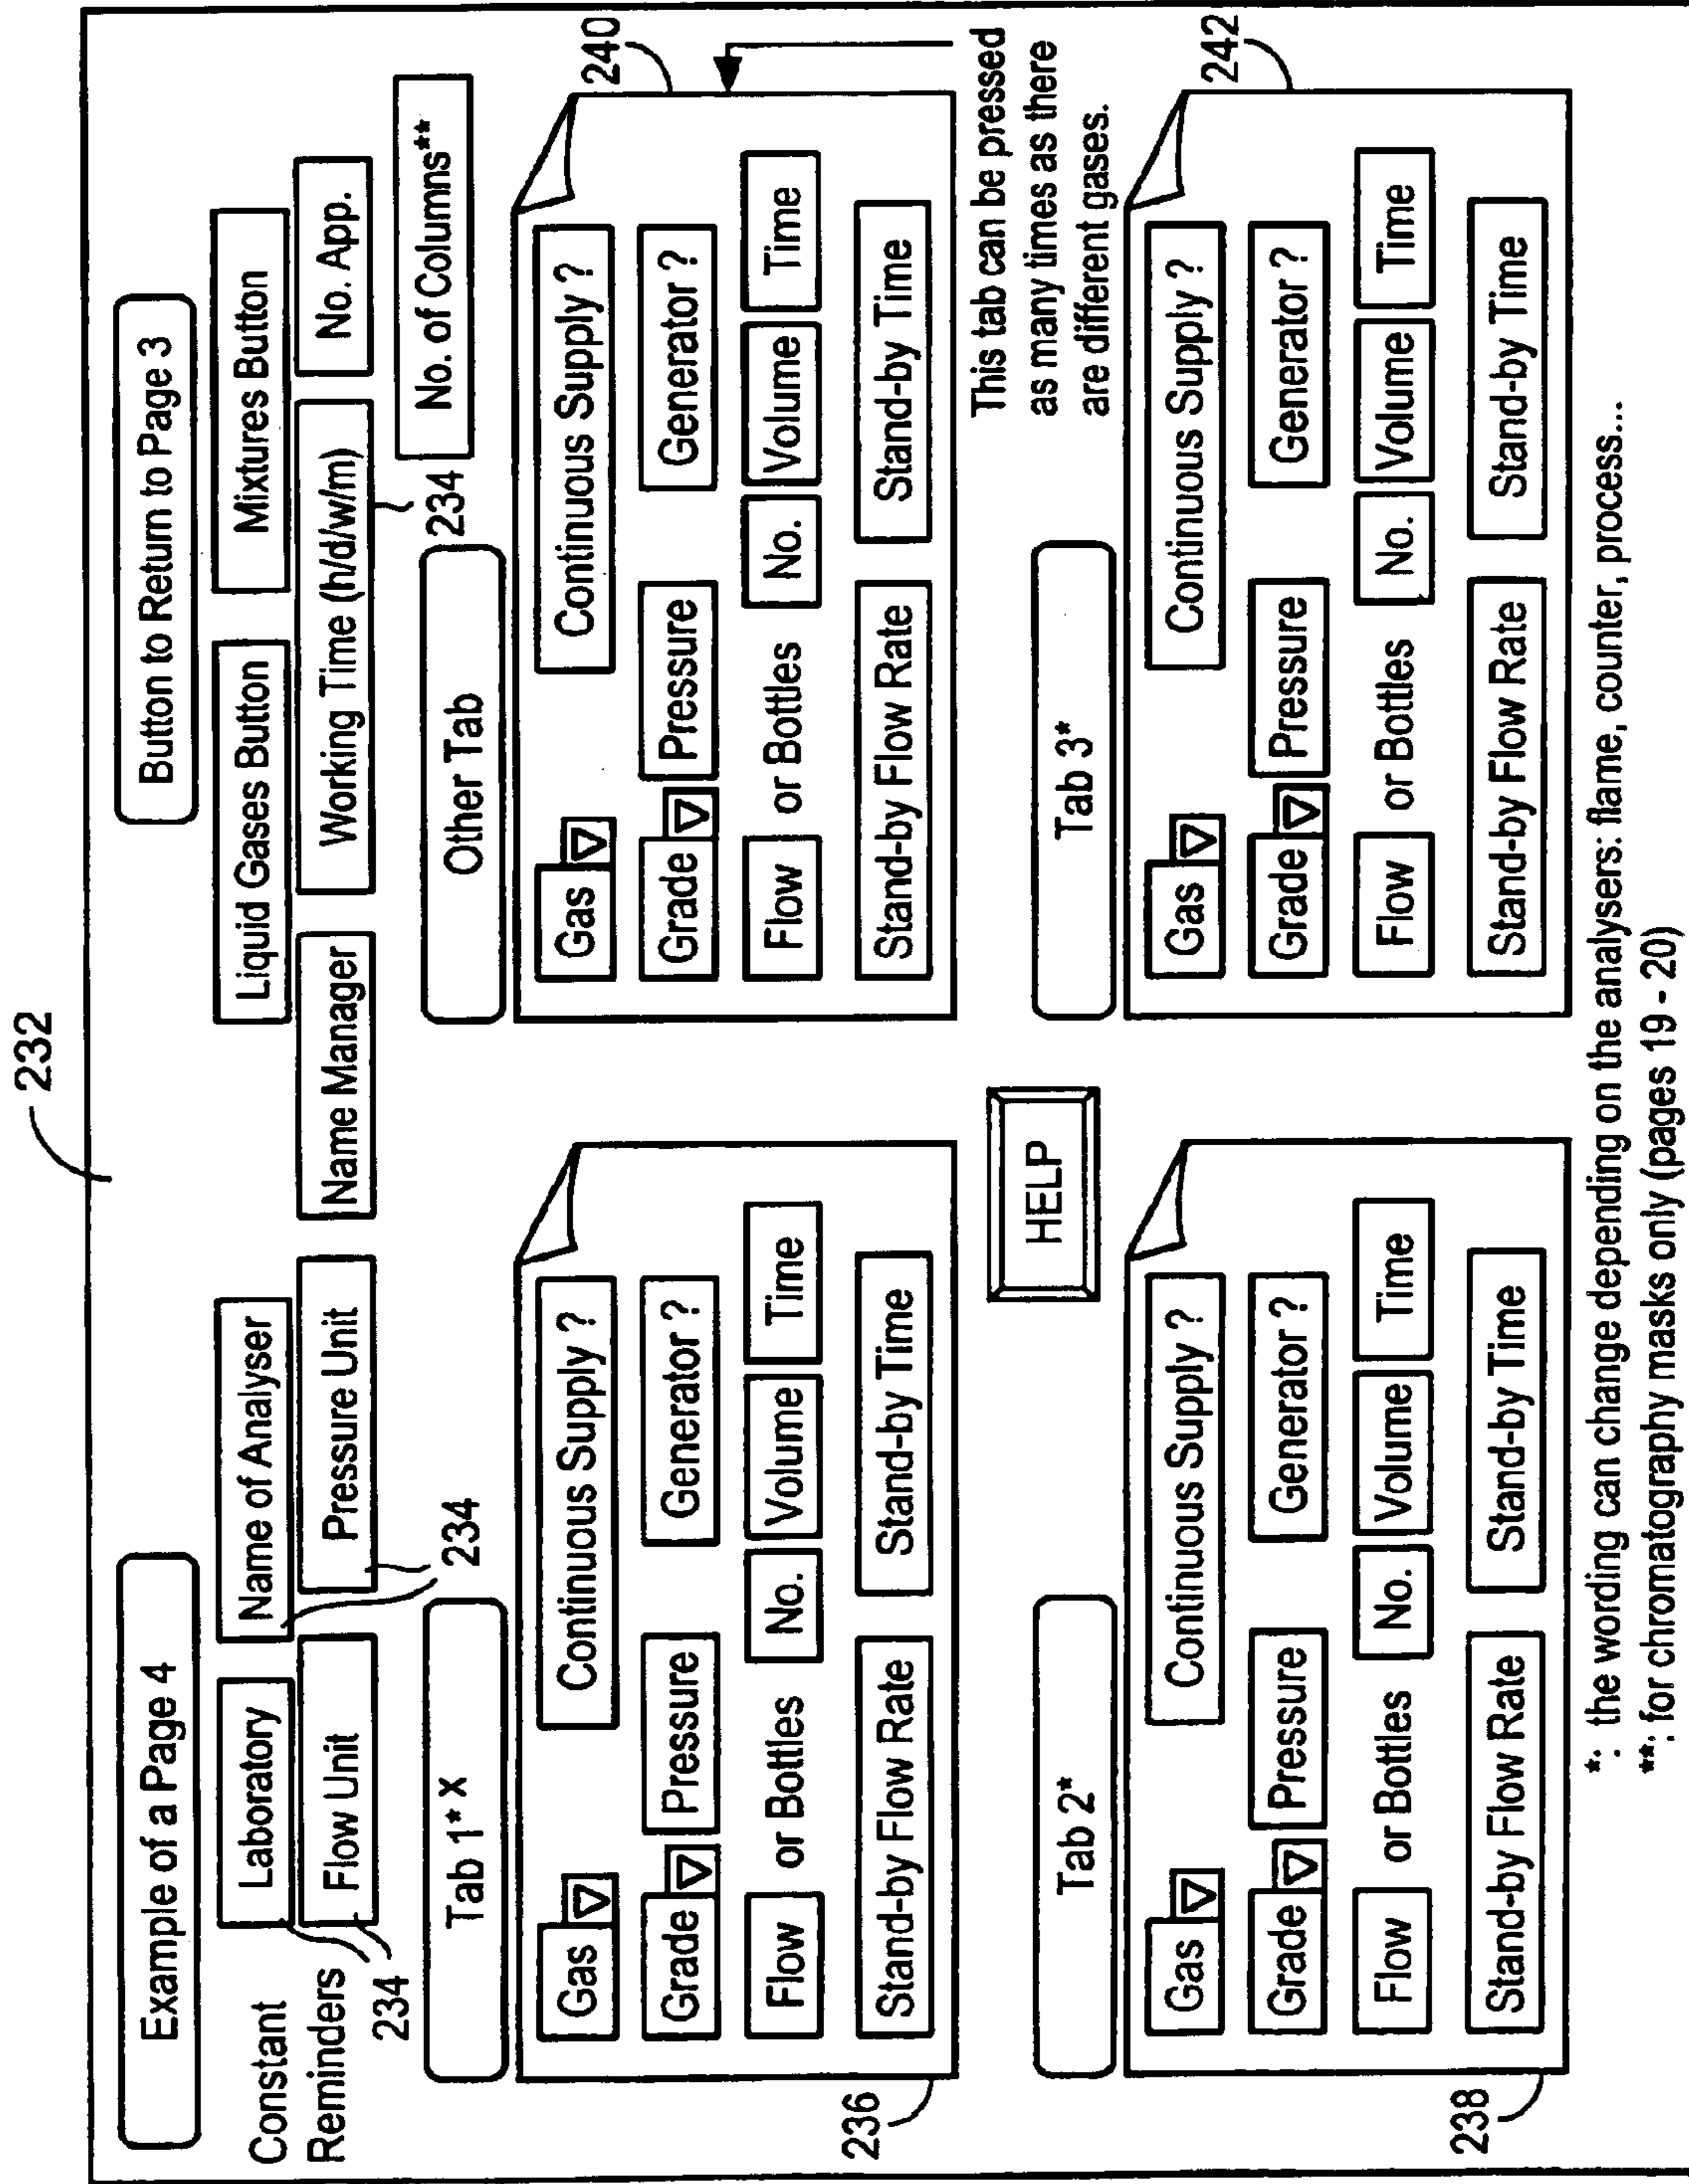 232
Example of a Page 4
Button to Return to Page 3
Constant
Reminders
Laboratory
Name of Analyser
Liquid Gases Button
Mixtures Button
Flow Unit
Pressure Unit
Name Manager
Working Time (h/d/w/m)
No. App.
234
234
234
No. of Columns**
Tab 1* X
Gas
Continuous Supply ?
Grade
Pressure
Generator ?
Flow
or Bottles
No.
Volume
Time
Stand-by Flow Rate
Stand-by Time
236
Other Tab
240
Gas
Continuous Supply ?
Grade
Pressure
Generator ?
Flow
or Bottles
No.
Volume
Time
Stand-by Flow Rate
Stand-by Time
This tab can be pressed
as many times as there
are different gases.
HELP
Tab 2*
Gas
Continuous Supply ?
Grade
Pressure
Generator ?
Flow
or Bottles
No.
Volume
Time
Stand-by Flow Rate
Stand-by Time
238
Tab 3*
242
Gas
Continuous Supply ?
Grade
Pressure
Generator ?
Flow
or Bottles
No.
Volume
Time
Stand-by Flow Rate
Stand-by Time
*: the wording can change depending on the analysers: flame, counter, process...
**: for chromatography masks only (pages 19 - 20)